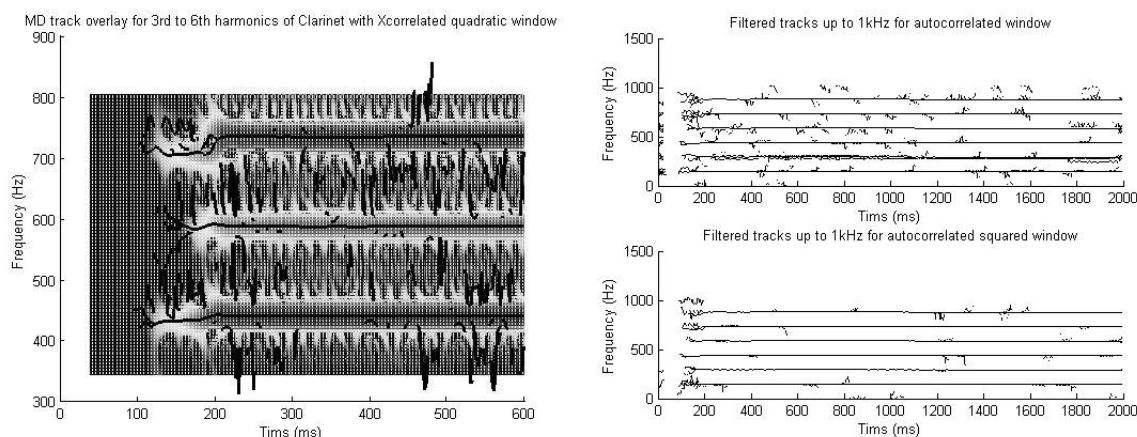 MD track overlay for 3rd to 6th harmonics of Clarinet with Xcorrelated quadratic window
900
800
700
600
500
400
300
Frequency (Hz)
0 100 200 300 400 500 600
Tims (ms)
Filtered tracks up to 1kHz for autocorrelated window
1500
1000
500
0
Frequency (Hz)
0 200 400 600 800 1000 1200 1400 1600 1800 2000
Tims (ms)
Filtered tracks up to 1kHz for autocorrelated squared window
1500
1000
500
0
Frequency (Hz)
0 200 400 600 800 1000 1200 1400 1600 1800 2000
Tims (ms)